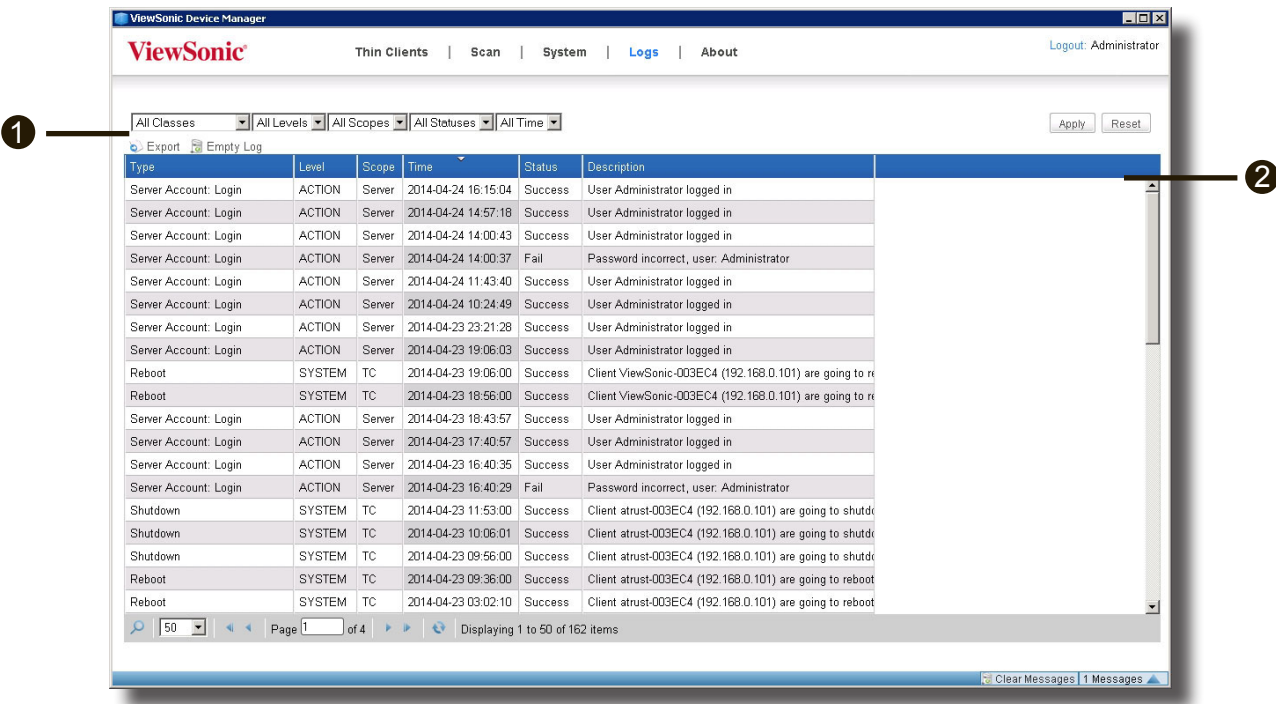 ViewSonic Device Manager
ViewSonic®
Thin Clients | Scan | System | Logs | About
Logout: Administrator
1
All Classes All Levels All Scopes All Statuses All Time
Apply Reset
Export Empty Log
Type Level Scope Time Status Description
2
Server Account: Login ACTION Server 2014-04-24 16:15:04 Success User Administrator logged in
Server Account: Login ACTION Server 2014-04-24 14:57:18 Success User Administrator logged in
Server Account: Login ACTION Server 2014-04-24 14:00:43 Success User Administrator logged in
Server Account: Login ACTION Server 2014-04-24 14:00:37 Fail Password incorrect, user: Administrator
Server Account: Login ACTION Server 2014-04-24 11:43:40 Success User Administrator logged in
Server Account: Login ACTION Server 2014-04-24 10:24:49 Success User Administrator logged in
Server Account: Login ACTION Server 2014-04-23 23:21:28 Success User Administrator logged in
Server Account: Login ACTION Server 2014-04-23 19:06:03 Success User Administrator logged in
Reboot SYSTEM TC 2014-04-23 19:06:00 Success Client ViewSonic-003EC4 (192.168.0.101) are going to re
Reboot SYSTEM TC 2014-04-23 18:56:00 Success Client ViewSonic-003EC4 (192.168.0.101) are going to re
Server Account: Login ACTION Server 2014-04-23 18:43:57 Success User Administrator logged in
Server Account: Login ACTION Server 2014-04-23 17:40:57 Success User Administrator logged in
Server Account: Login ACTION Server 2014-04-23 16:40:35 Success User Administrator logged in
Server Account: Login ACTION Server 2014-04-23 16:40:29 Fail Password incorrect, user: Administrator
Shutdown SYSTEM TC 2014-04-23 11:53:00 Success Client atrust-003EC4 (192.168.0.101) are going to shutdo
Shutdown SYSTEM TC 2014-04-23 10:06:01 Success Client atrust-003EC4 (192.168.0.101) are going to shutdo
Shutdown SYSTEM TC 2014-04-23 09:56:00 Success Client atrust-003EC4 (192.168.0.101) are going to shutdo
Reboot SYSTEM TC 2014-04-23 09:36:00 Success Client atrust-003EC4 (192.168.0.101) are going to reboot
Reboot SYSTEM TC 2014-04-23 03:02:10 Success Client atrust-003EC4 (192.168.0.101) are going to reboot
50 Page 1 of 4 Displaying 1 to 50 of 162 items
Clear Messages 1 Messages